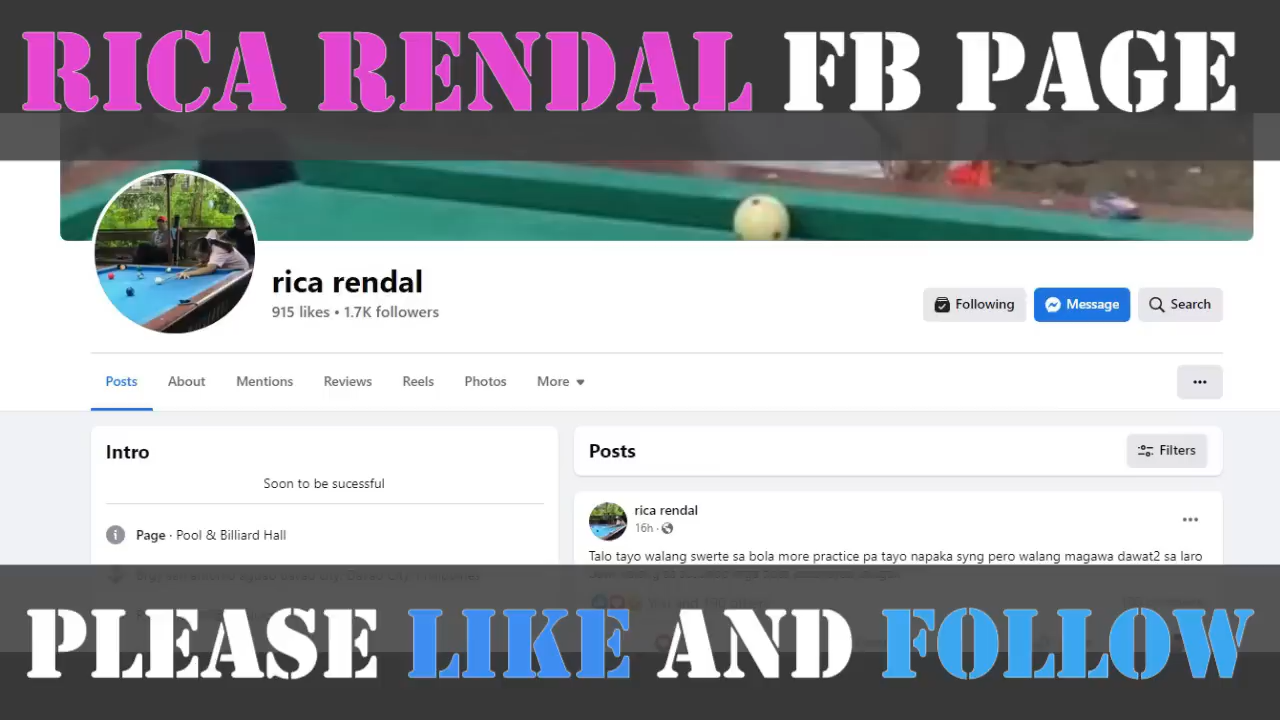 RICA RENDAL FB PAGE
rica rendal
915 likes • 1.7K followers
Following
Message
Search
Posts
About
Mentions
Reviews
Reels
Photos
More
Intro
Soon to be sucessful
Page · Pool & Billiard Hall
Posts
Filters
rica rendal
16h ·
Talo tayo walang swerte sa bola more practice pa tayo napaka syng pero walang magawa dawat2 sa laro
PLEASE LIKE AND FOLLOW